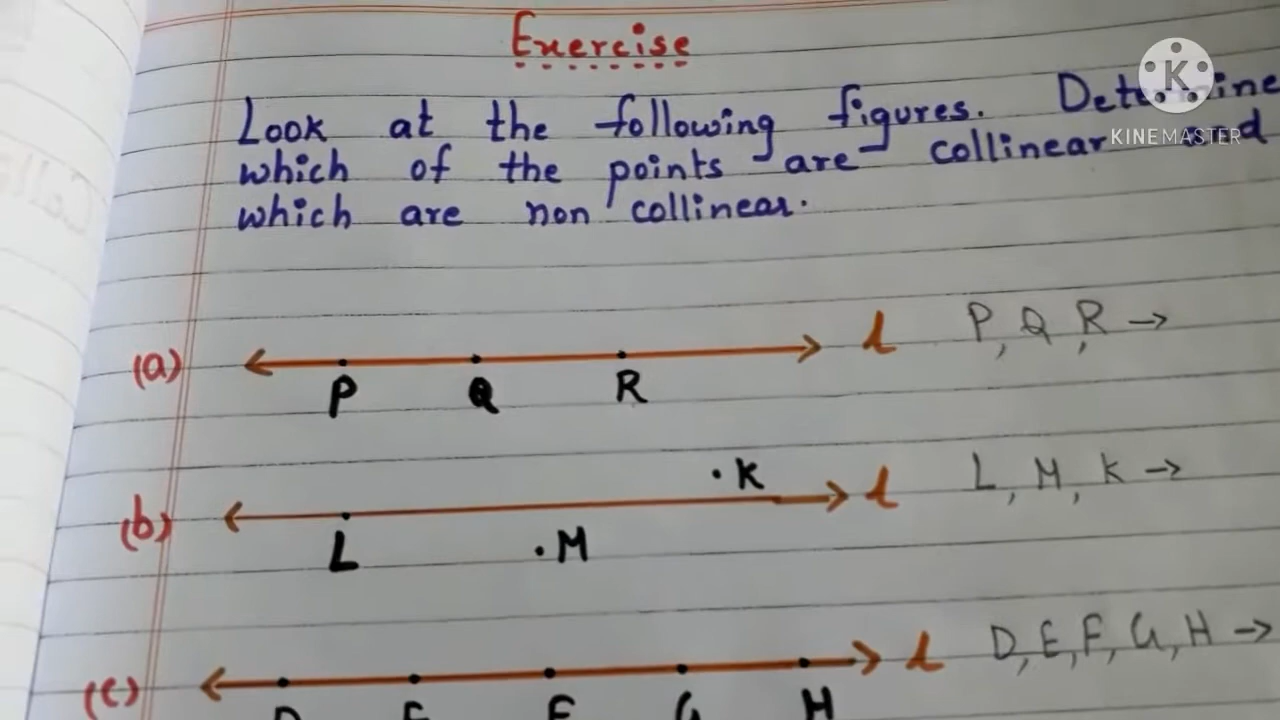 Exercise
Look at the following figures. Determine
which of the points are collinear and
which are non collinear.
K
KINEMASTER
(a) l P, Q, R →
P Q R
. K
(b) l L, M, K →
L . M
(c) l D, E, F, G, H →
D E F G H